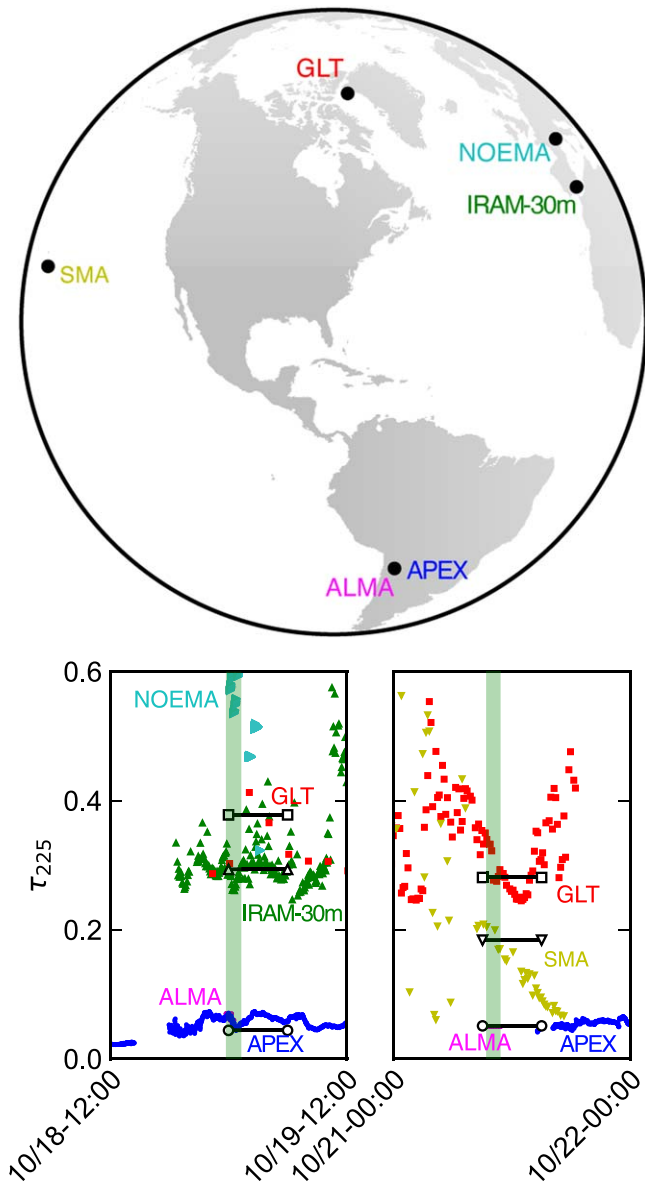 GLT
NOEMA
IRAM-30m
SMA
ALMA APEX
0.6
NOEMA
0.4
GLT
GLT
τ225
IRAM-30m
0.2
SMA
ALMA
0.0
APEX
ALMA
APEX
10/18-12:00
10/19-12:00
10/21-00:00
10/22-00:00